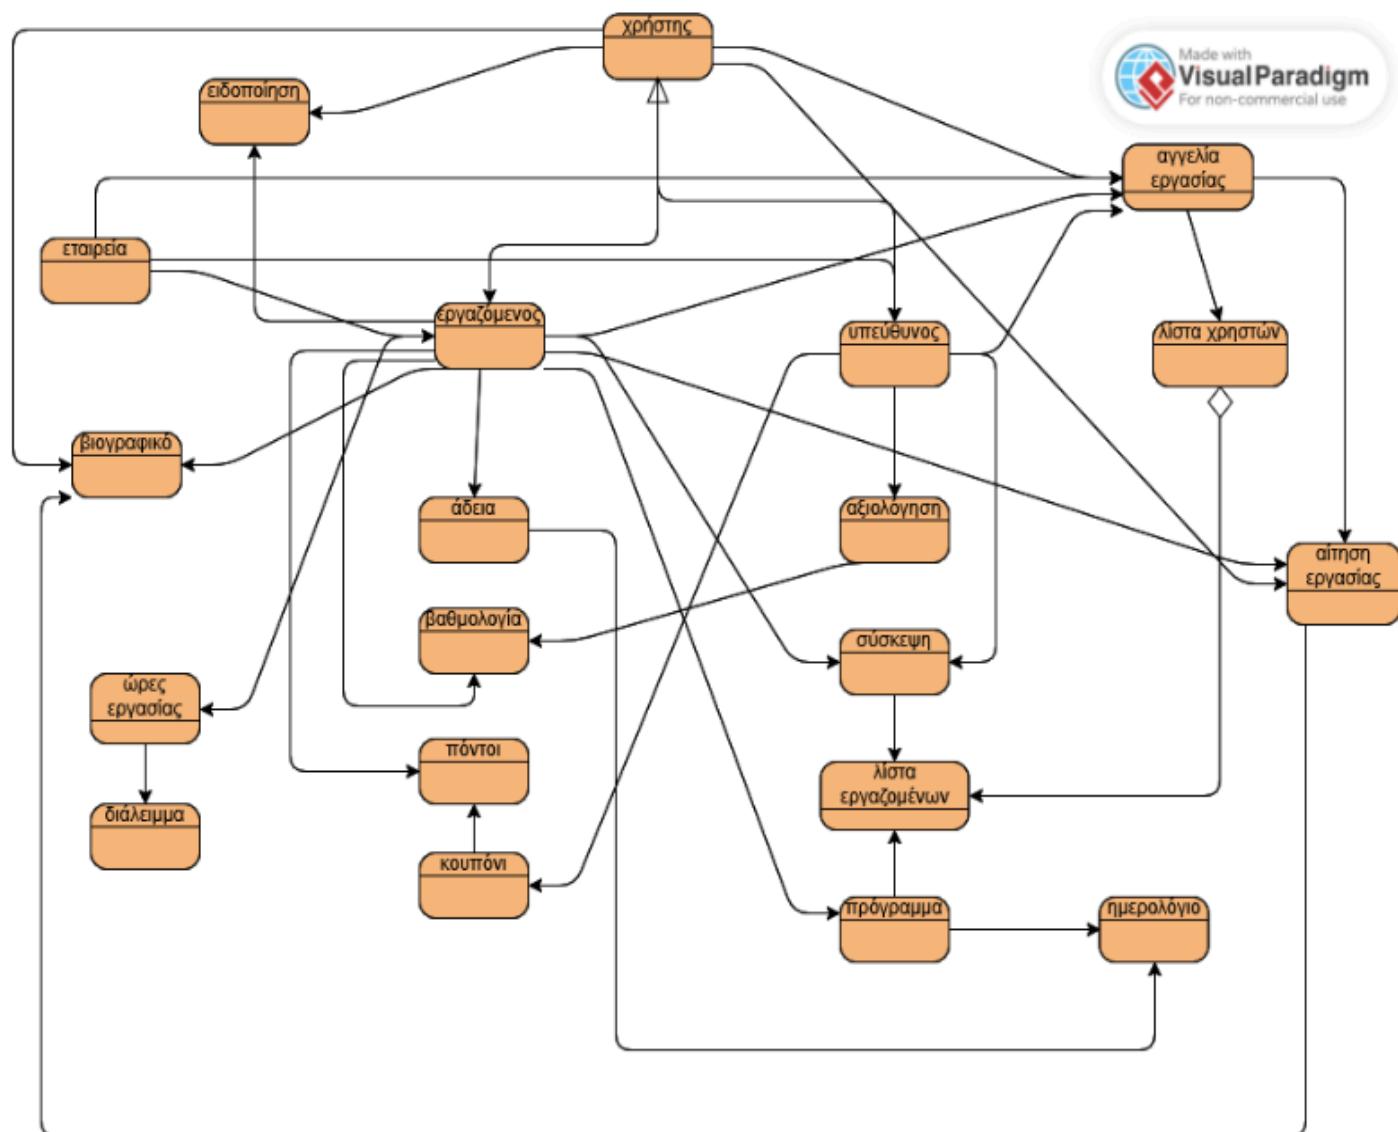 χρήστης
Made with
Visual Paradigm
For non-commercial use
ειδοποίηση
αγγελία
εργασίας
εταιρεία
εργαζόμενος
υπεύθυνος
λίστα χρηστών
βιογραφικό
άδεια
αξιολόγηση
αίτηση
εργασίας
βαθμολογία
σύσκεψη
ώρες
εργασίας
πόντοι
λίστα
εργαζομένων
διάλειμμα
κουπόνι
πρόγραμμα
ημερολόγιο